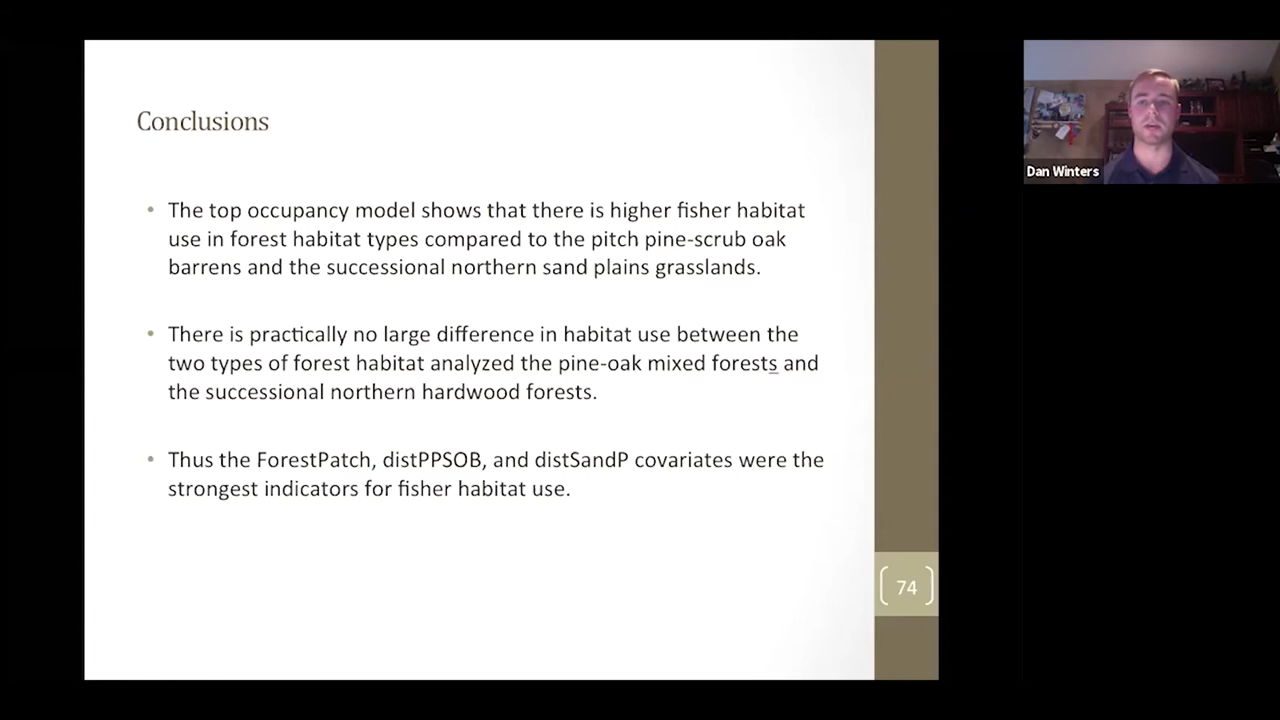 Conclusions
• The top occupancy model shows that there is higher fisher habitat
use in forest habitat types compared to the pitch pine-scrub oak
barrens and the successional northern sand plains grasslands.
• There is practically no large difference in habitat use between the
two types of forest habitat analyzed the pine-oak mixed forests and
the successional northern hardwood forests.
• Thus the ForestPatch, distPPSOB, and distSandP covariates were the
strongest indicators for fisher habitat use.
74
Dan Winters